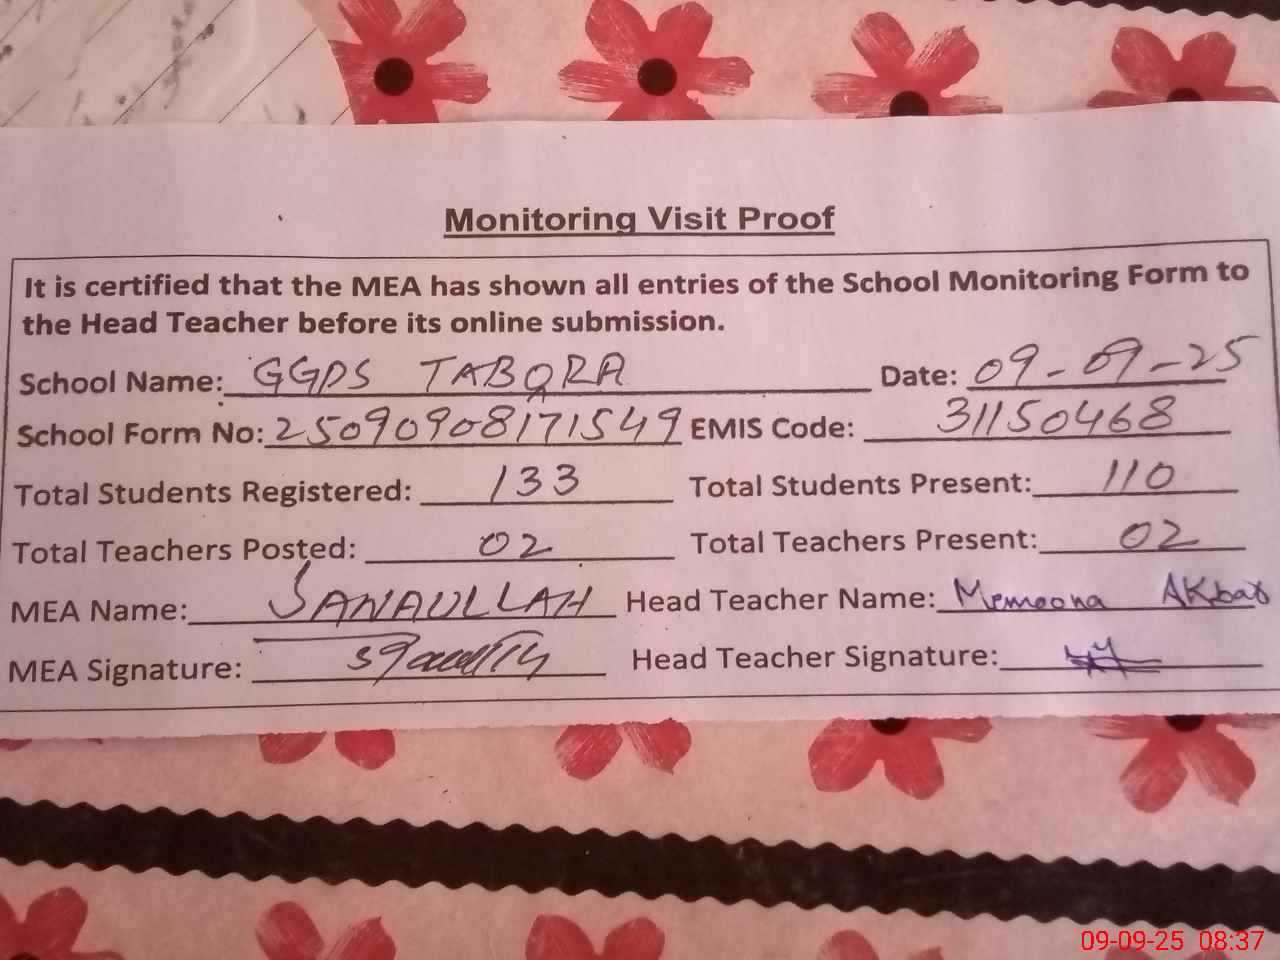 Monitoring Visit Proof
It is certified that the MEA has shown all entries of the School Monitoring Form to
the Head Teacher before its online submission.
School Name: GGPS TABQRA Date: 09-09-25
School Form No: 25090908171549 EMIS Code: 31150468
Total Students Registered: 133 Total Students Present: 110
Total Teachers Posted: 02 Total Teachers Present: 02
MEA Name: SANAULLAH Head Teacher Name: Memoona AKbar
MEA Signature: Head Teacher Signature:
09-09-25 08:37